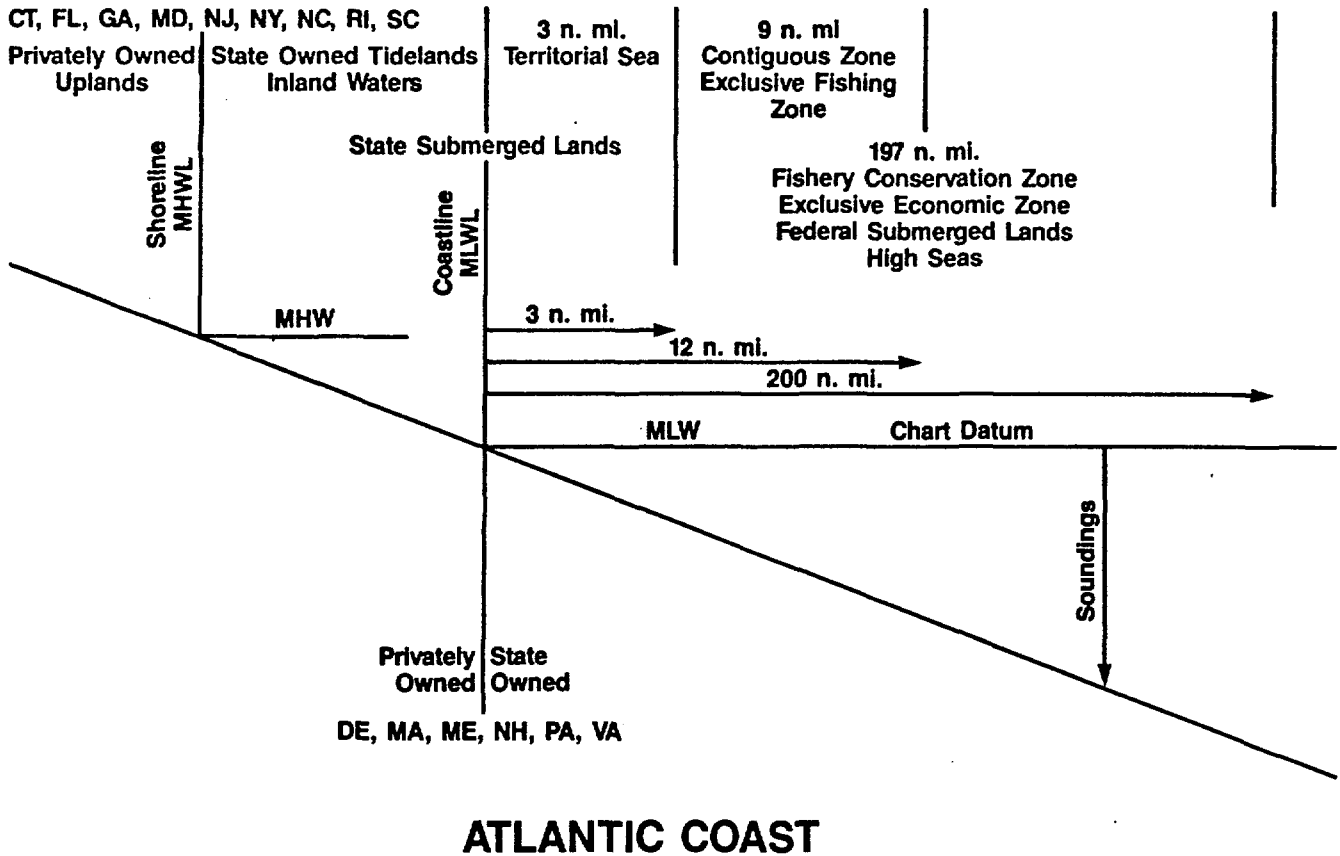 CT, FL, GA, MD, NJ, NY, NC, RI, SC
Privately Owned
Uplands
State Owned Tidelands
Inland Waters
3 n. mi.
Territorial Sea
9 n. mi
Contiguous Zone
Exclusive Fishing
Zone
State Submerged Lands
197 n. mi.
Fishery Conservation Zone
Exclusive Economic Zone
Federal Submerged Lands
High Seas
Shoreline
MHWL
Coastline
MLWL
MHW
3 n. mi.
12 n. mi.
200 n. mi.
MLW
Chart Datum
Soundings
Privately
Owned
State
Owned
DE, MA, ME, NH, PA, VA
ATLANTIC COAST